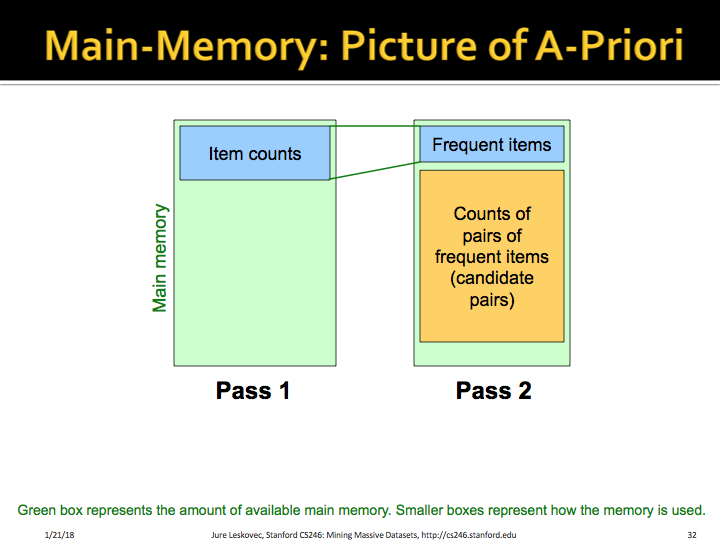 Main-Memory: Picture of A-Priori
Main memory
Item counts
Pass 1
Frequent items
Counts of
pairs of
frequent items
(candidate
pairs)
Pass 2
Green box represents the amount of available main memory. Smaller boxes represent how the memory is used.
1/21/18
Jure Leskovec, Stanford CS246: Mining Massive Datasets, http://cs246.stanford.edu
32